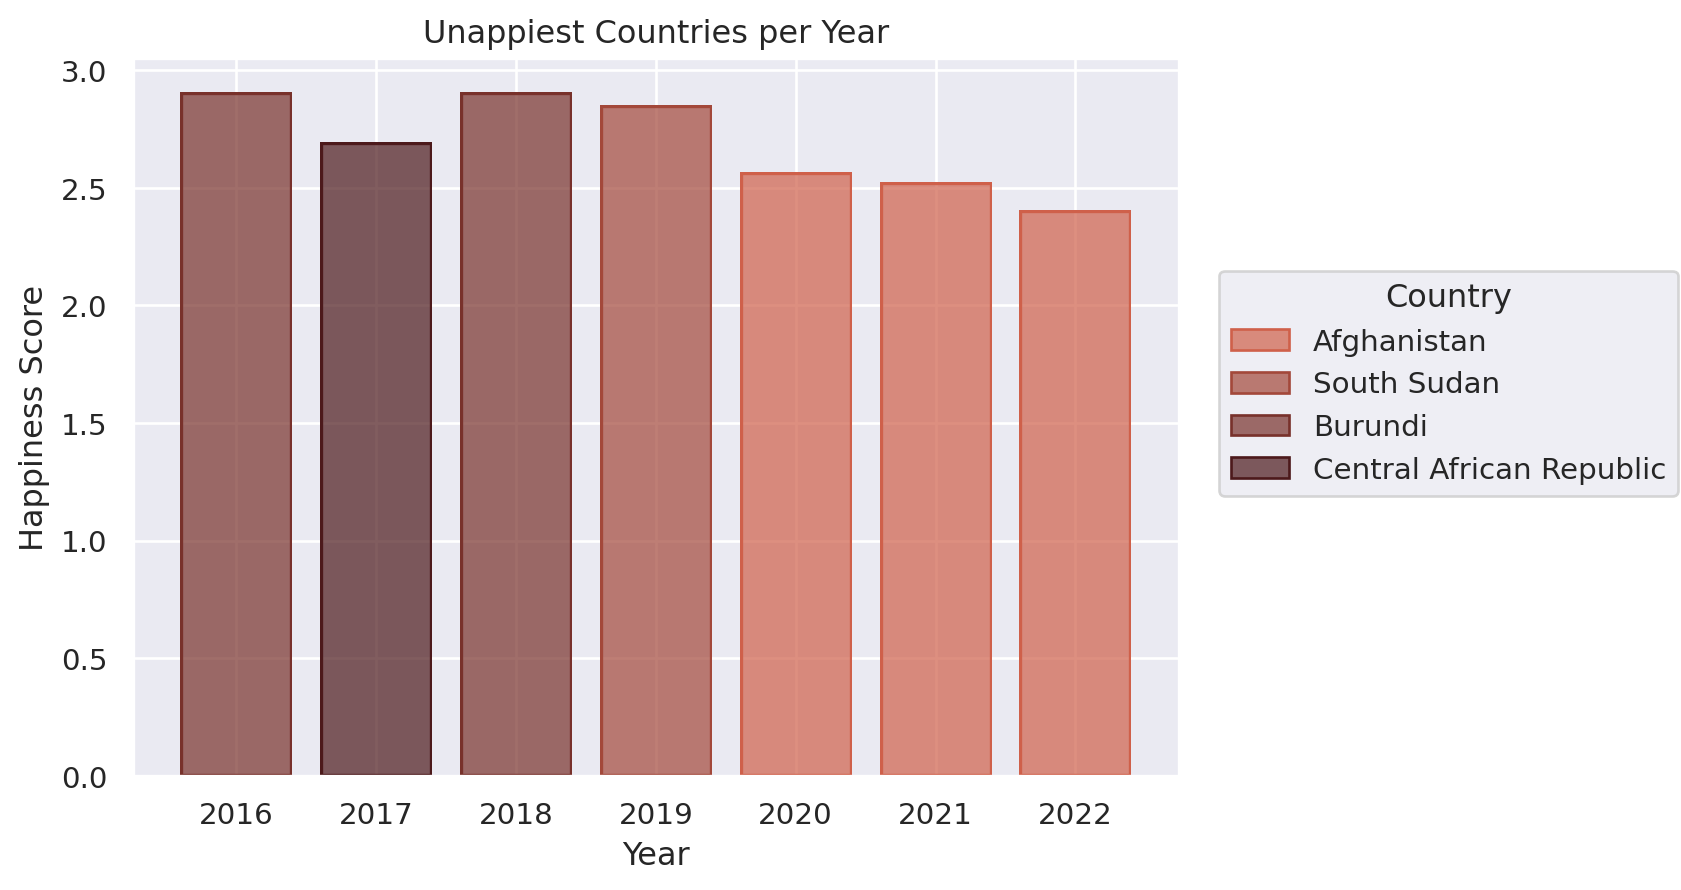 Unappiest Countries per Year
Happiness Score
3.0
2.5
2.0
1.5
1.0
0.5
0.0
2016 2017 2018 2019 2020 2021 2022
Year
Country
Afghanistan
South Sudan
Burundi
Central African Republic